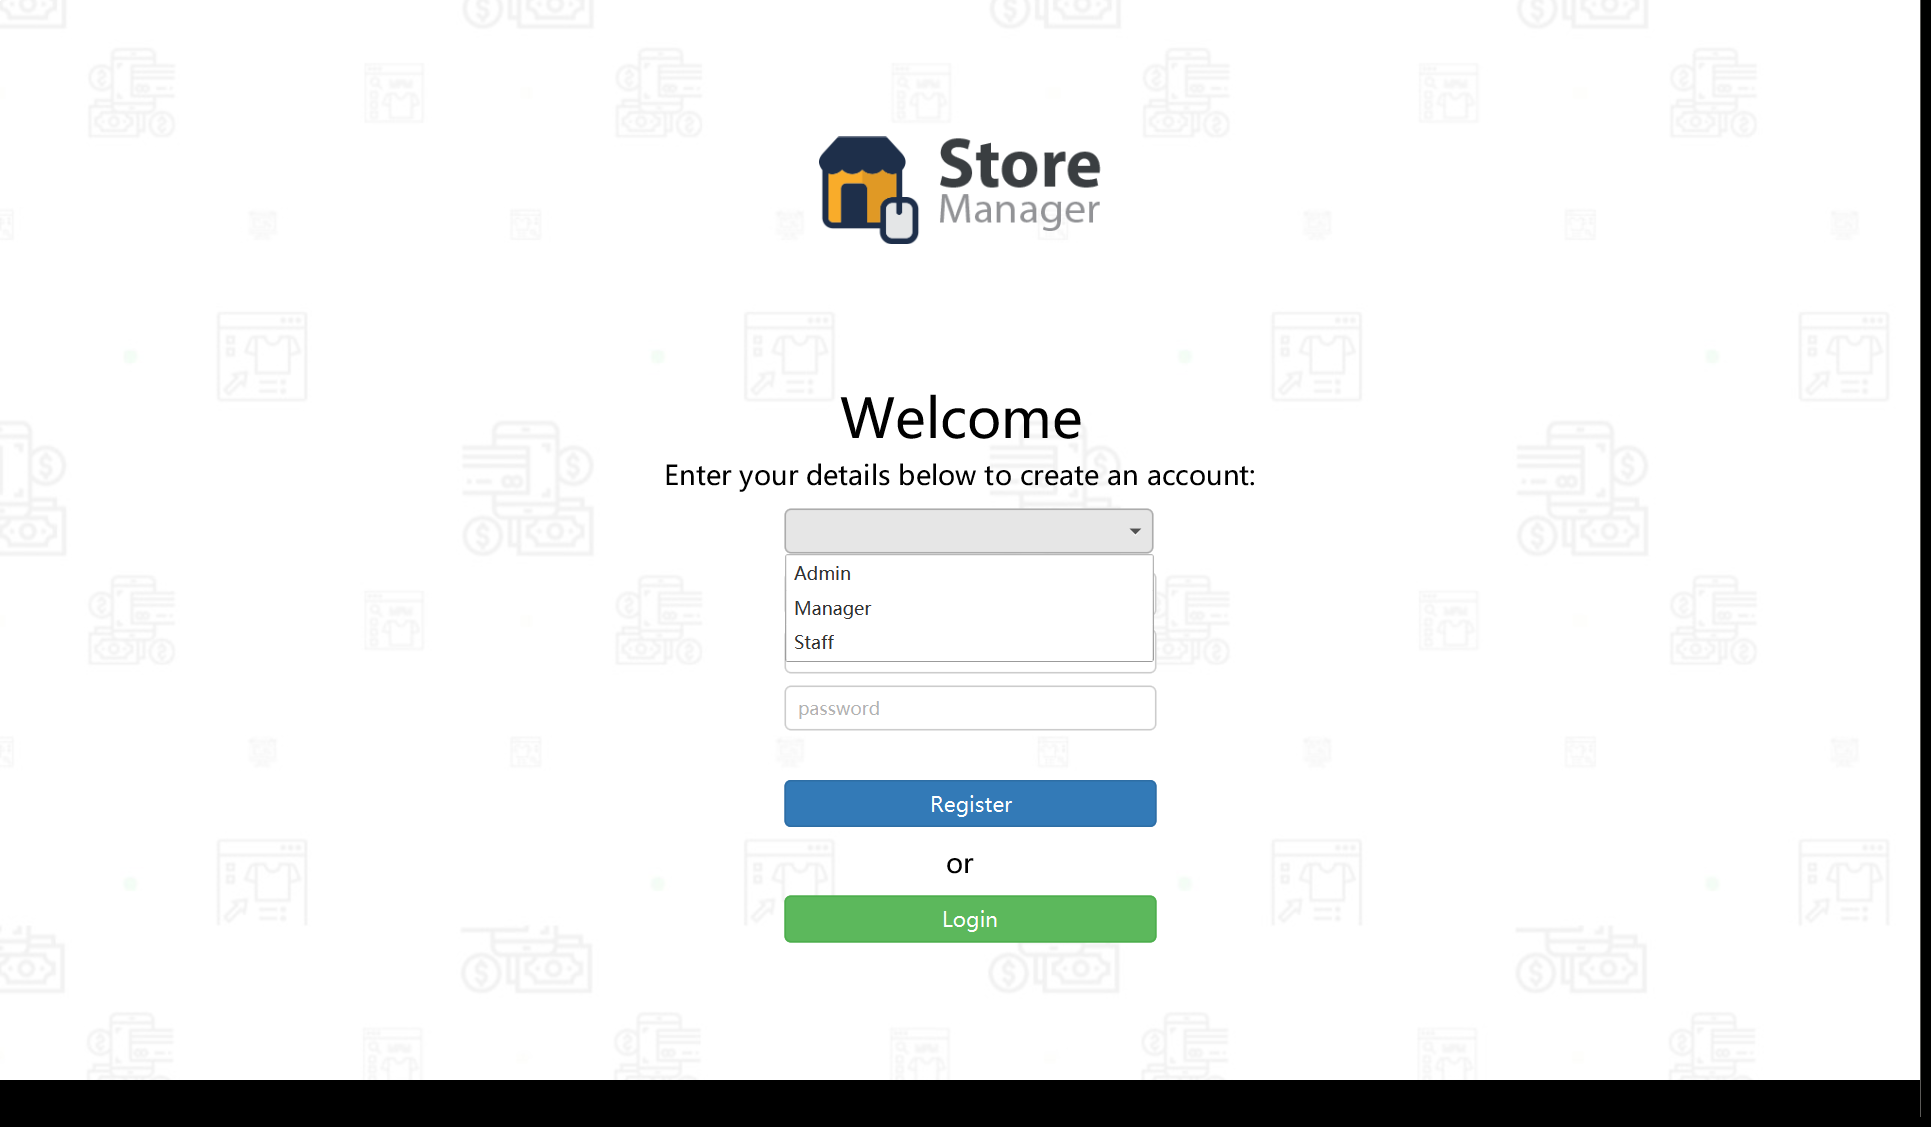 Store
Manager
Welcome
Enter your details below to create an account:
Admin
Manager
Staff
password
Register
or
Login